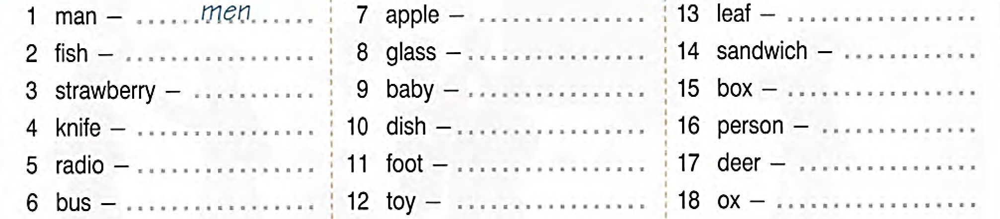 1 man – ......men......
2 fish – .................
3 strawberry – ...........
4 knife – ................
5 radio – ................
6 bus – .................
7 apple – ...............
8 glass – ................
9 baby – ................
10 dish – .................
11 foot – .................
12 toy – .................
13 leaf – .................
14 sandwich – ............
15 box – .................
16 person – ..............
17 deer – ................
18 ox – ..................